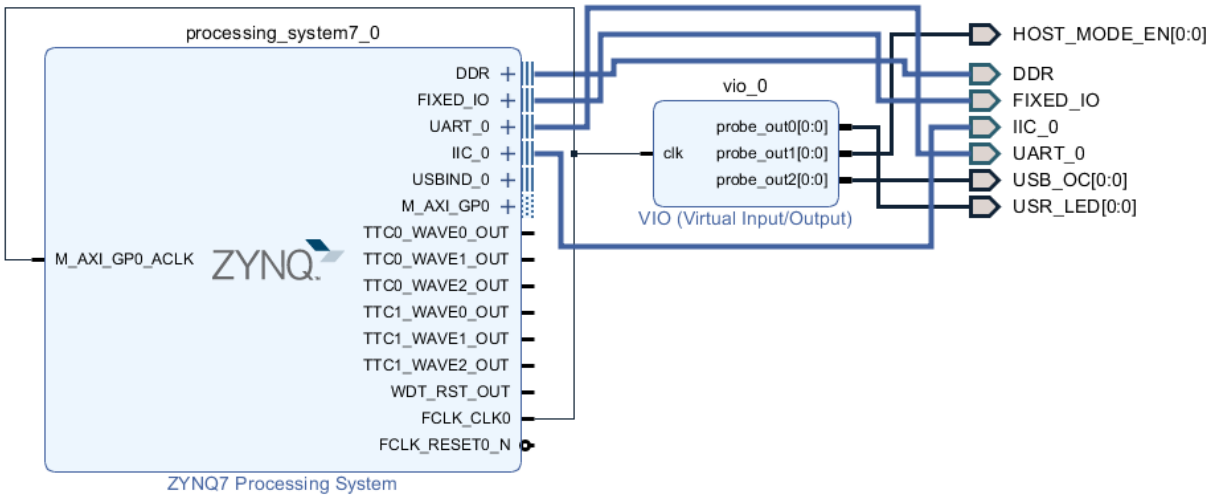 processing_system7_0
DDR
FIXED_IO
UART_0
IIC_0
USBIND_0
M_AXI_GP0
TTC0_WAVE0_OUT
M_AXI_GP0_ACLK
ZYNQ
TTC0_WAVE1_OUT
TTC0_WAVE2_OUT
TTC1_WAVE0_OUT
TTC1_WAVE1_OUT
TTC1_WAVE2_OUT
WDT_RST_OUT
FCLK_CLK0
FCLK_RESET0_N
ZYNQ7 Processing System
vio_0
clk
probe_out0[0:0]
probe_out1[0:0]
probe_out2[0:0]
VIO (Virtual Input/Output)
HOST_MODE_EN[0:0]
DDR
FIXED_IO
IIC_0
UART_0
USB_OC[0:0]
USR_LED[0:0]